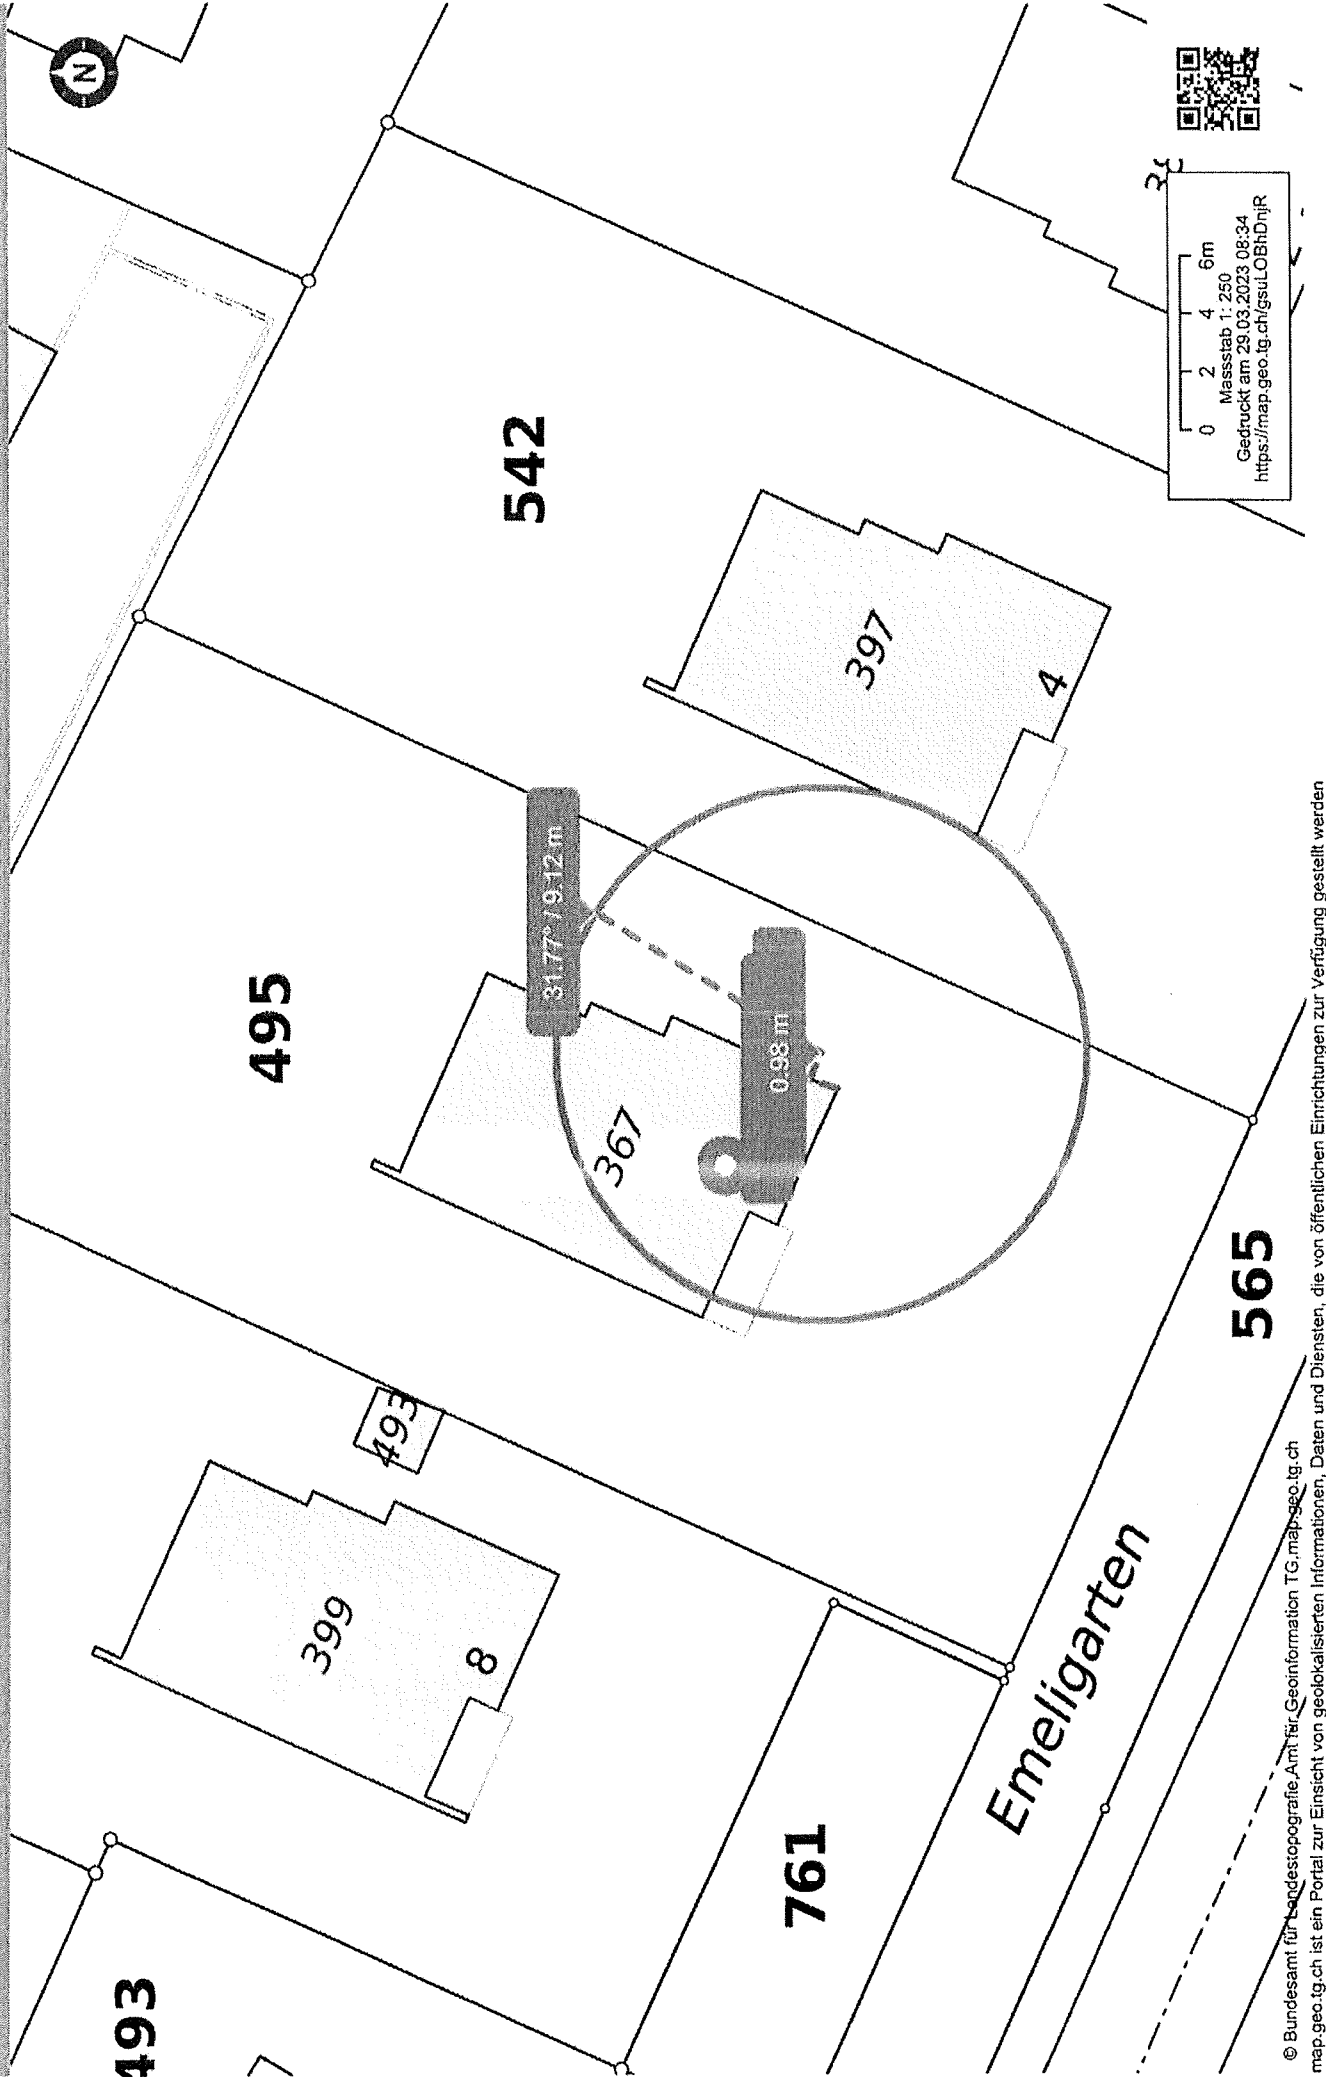 N
542
495
397
4
31.77° / 9.12 m
0.98 m
367
493
399
8
761
493
565
Emeligarten
0 2 4 6m
Massstab 1: 250
Gedruckt am 29.03.2023 08:34
https://map.geo.tg.ch/gsuLOBhDnjR
© Bundesamt für Landestopografie,Amt für Geoinformation TG,map.geo.tg.ch
map.geo.tg.ch ist ein Portal zur Einsicht von geolokalisierten Informationen, Daten und Diensten, die von öffentlichen Einrichtungen zur Verfügung gestellt werden